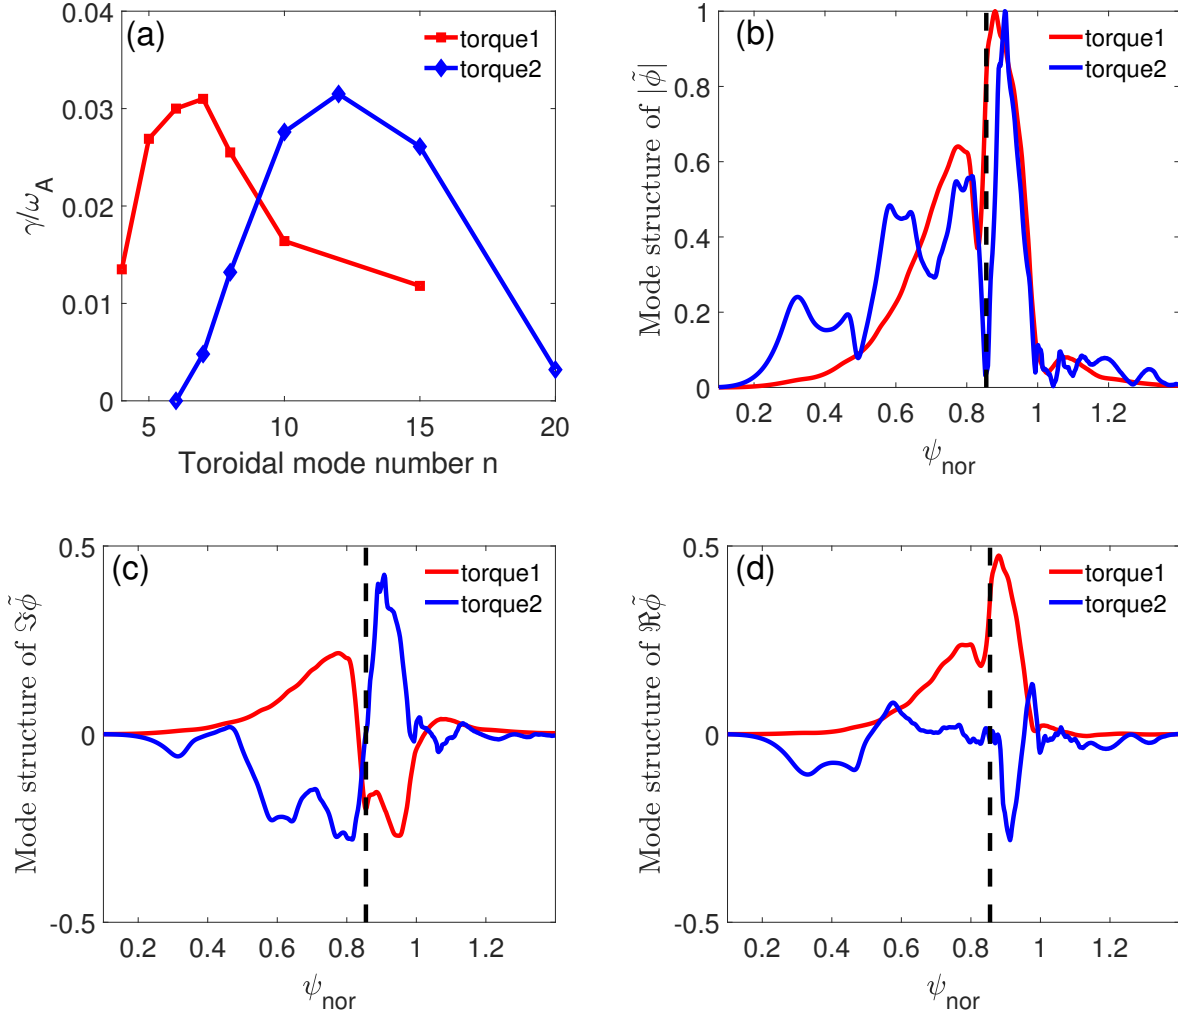 (a)
torque1
torque2
0.04
0.03
0.02
0.01
0
γ/ω_A
5 10 15 20
Toroidal mode number n
(b)
torque1
torque2
1
0.8
0.6
0.4
0.2
0
Mode structure of |ϕ̃|
0.2 0.4 0.6 0.8 1 1.2
ψ_nor
(c)
torque1
torque2
0.5
0
-0.5
Mode structure of ℑϕ̃
0.2 0.4 0.6 0.8 1 1.2
ψ_nor
(d)
torque1
torque2
0.5
0
-0.5
Mode structure of ℜϕ̃
0.2 0.4 0.6 0.8 1 1.2
ψ_nor